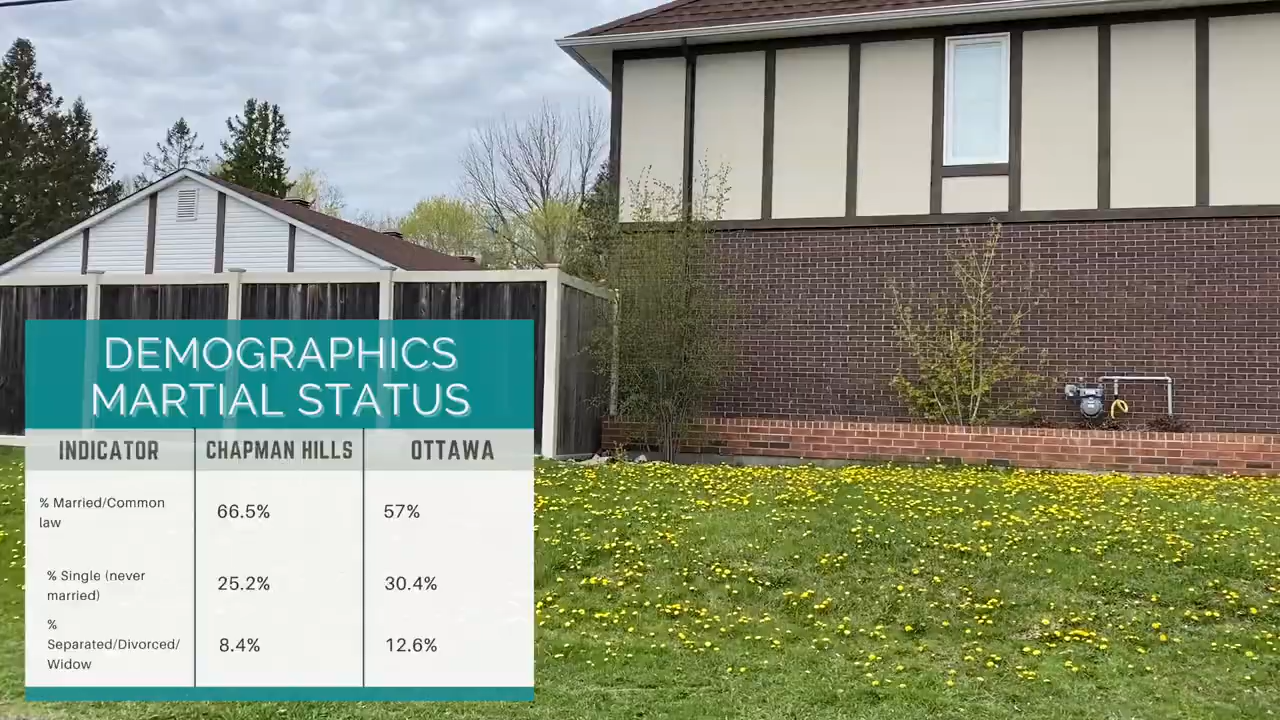 DEMOGRAPHICS
MARTIAL STATUS
INDICATOR CHAPMAN HILLS OTTAWA
% Married/Common
law
66.5% 57%
% Single (never
married)
25.2% 30.4%
%
Separated/Divorced/
Widow
8.4% 12.6%